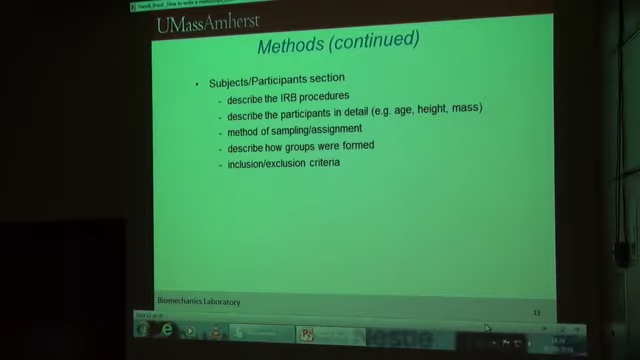 UMassAmherst
Methods (continued)
• Subjects/Participants section
- describe the IRB procedures
- describe the participants in detail (e.g. age, height, mass)
- method of sampling/assignment
- describe how groups were formed
- inclusion/exclusion criteria
Biomechanics Laboratory
13